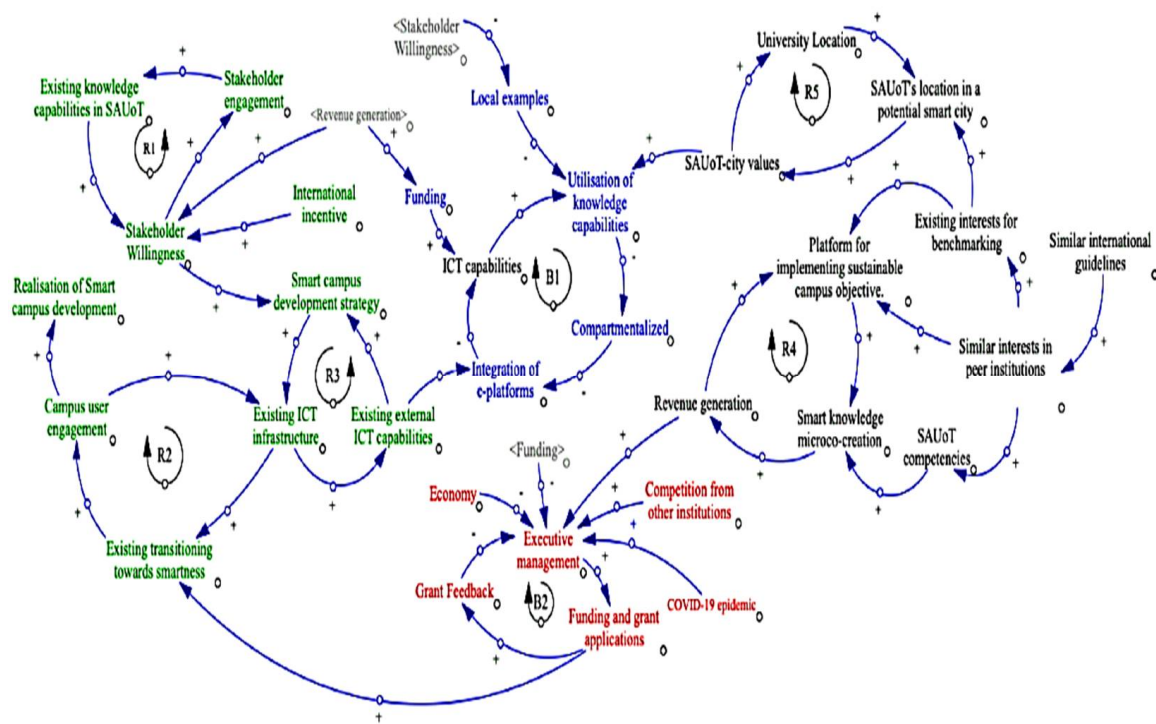 <Stakeholder
Willingness>
University Location
Existing knowledge
capabilities in SAUoT
Stakeholder
engagement
R1
<Revenue generation>
Local examples
R5
SAUoT's location in a
potential smart city
SAUoT-city values
Funding
Utilisation of
knowledge
capabilities
International
incentive
Stakeholder
Willingness
Existing interests for
benchmarking
Similar international
guidelines
Platform for
implementing sustainable
campus objective.
ICT capabilities
B1
Realisation of Smart
campus development
Smart campus
development strategy
Compartmentalized
R4
Similar interests in
peer institutions
R3
Integration of
e-platforms
Campus user
engagement
R2
Existing ICT
infrastructure
Existing external
ICT capabilities
Revenue generation
Smart knowledge
microco-creation
SAUoT
competencies
<Funding>
Economy
Competition from
other institutions
Executive
management
Existing transitioning
towards smartness
Grant Feedback
B2
COVID-19 epidemic
Funding and grant
applications